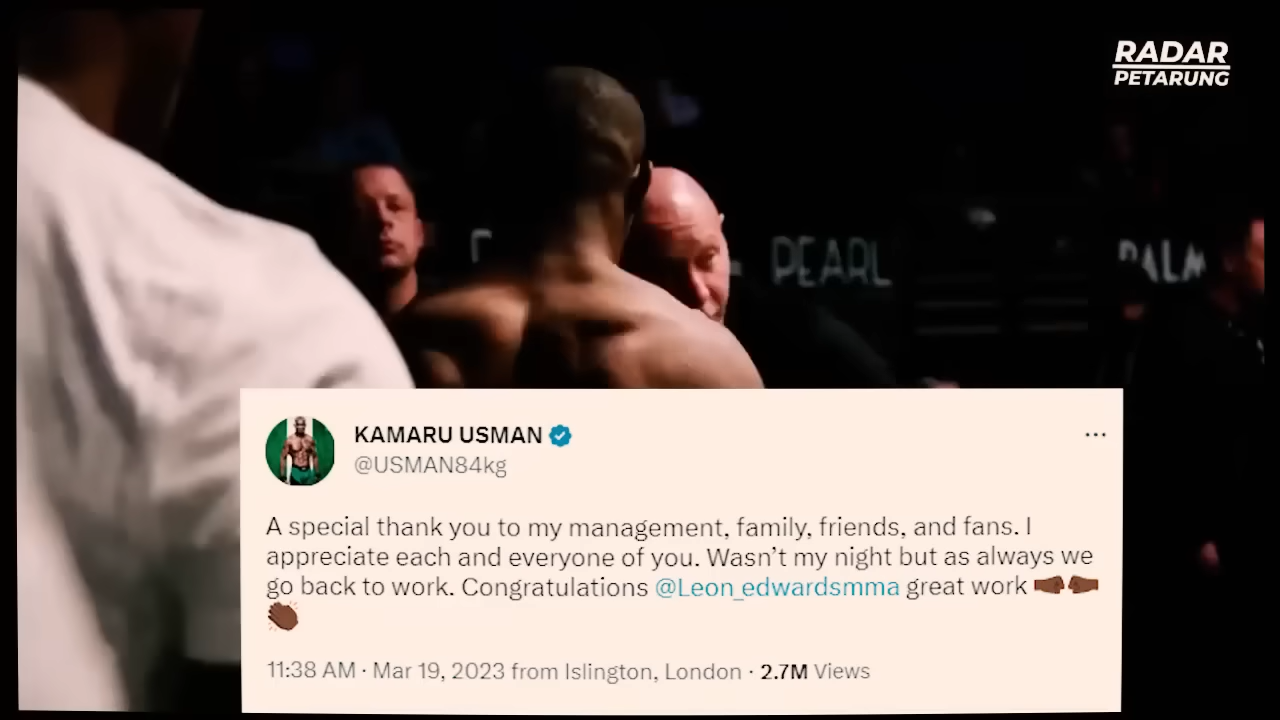 RADAR
PETARUNG
PEARL
PALM
KAMARU USMAN
@USMAN84kg
A special thank you to my management, family, friends, and fans. I
appreciate each and everyone of you. Wasn't my night but as always we
go back to work. Congratulations @Leon_edwardsmma great work 🤜🏾🤛🏾
👏🏾
11:38 AM · Mar 19, 2023 from Islington, London · 2.7M Views